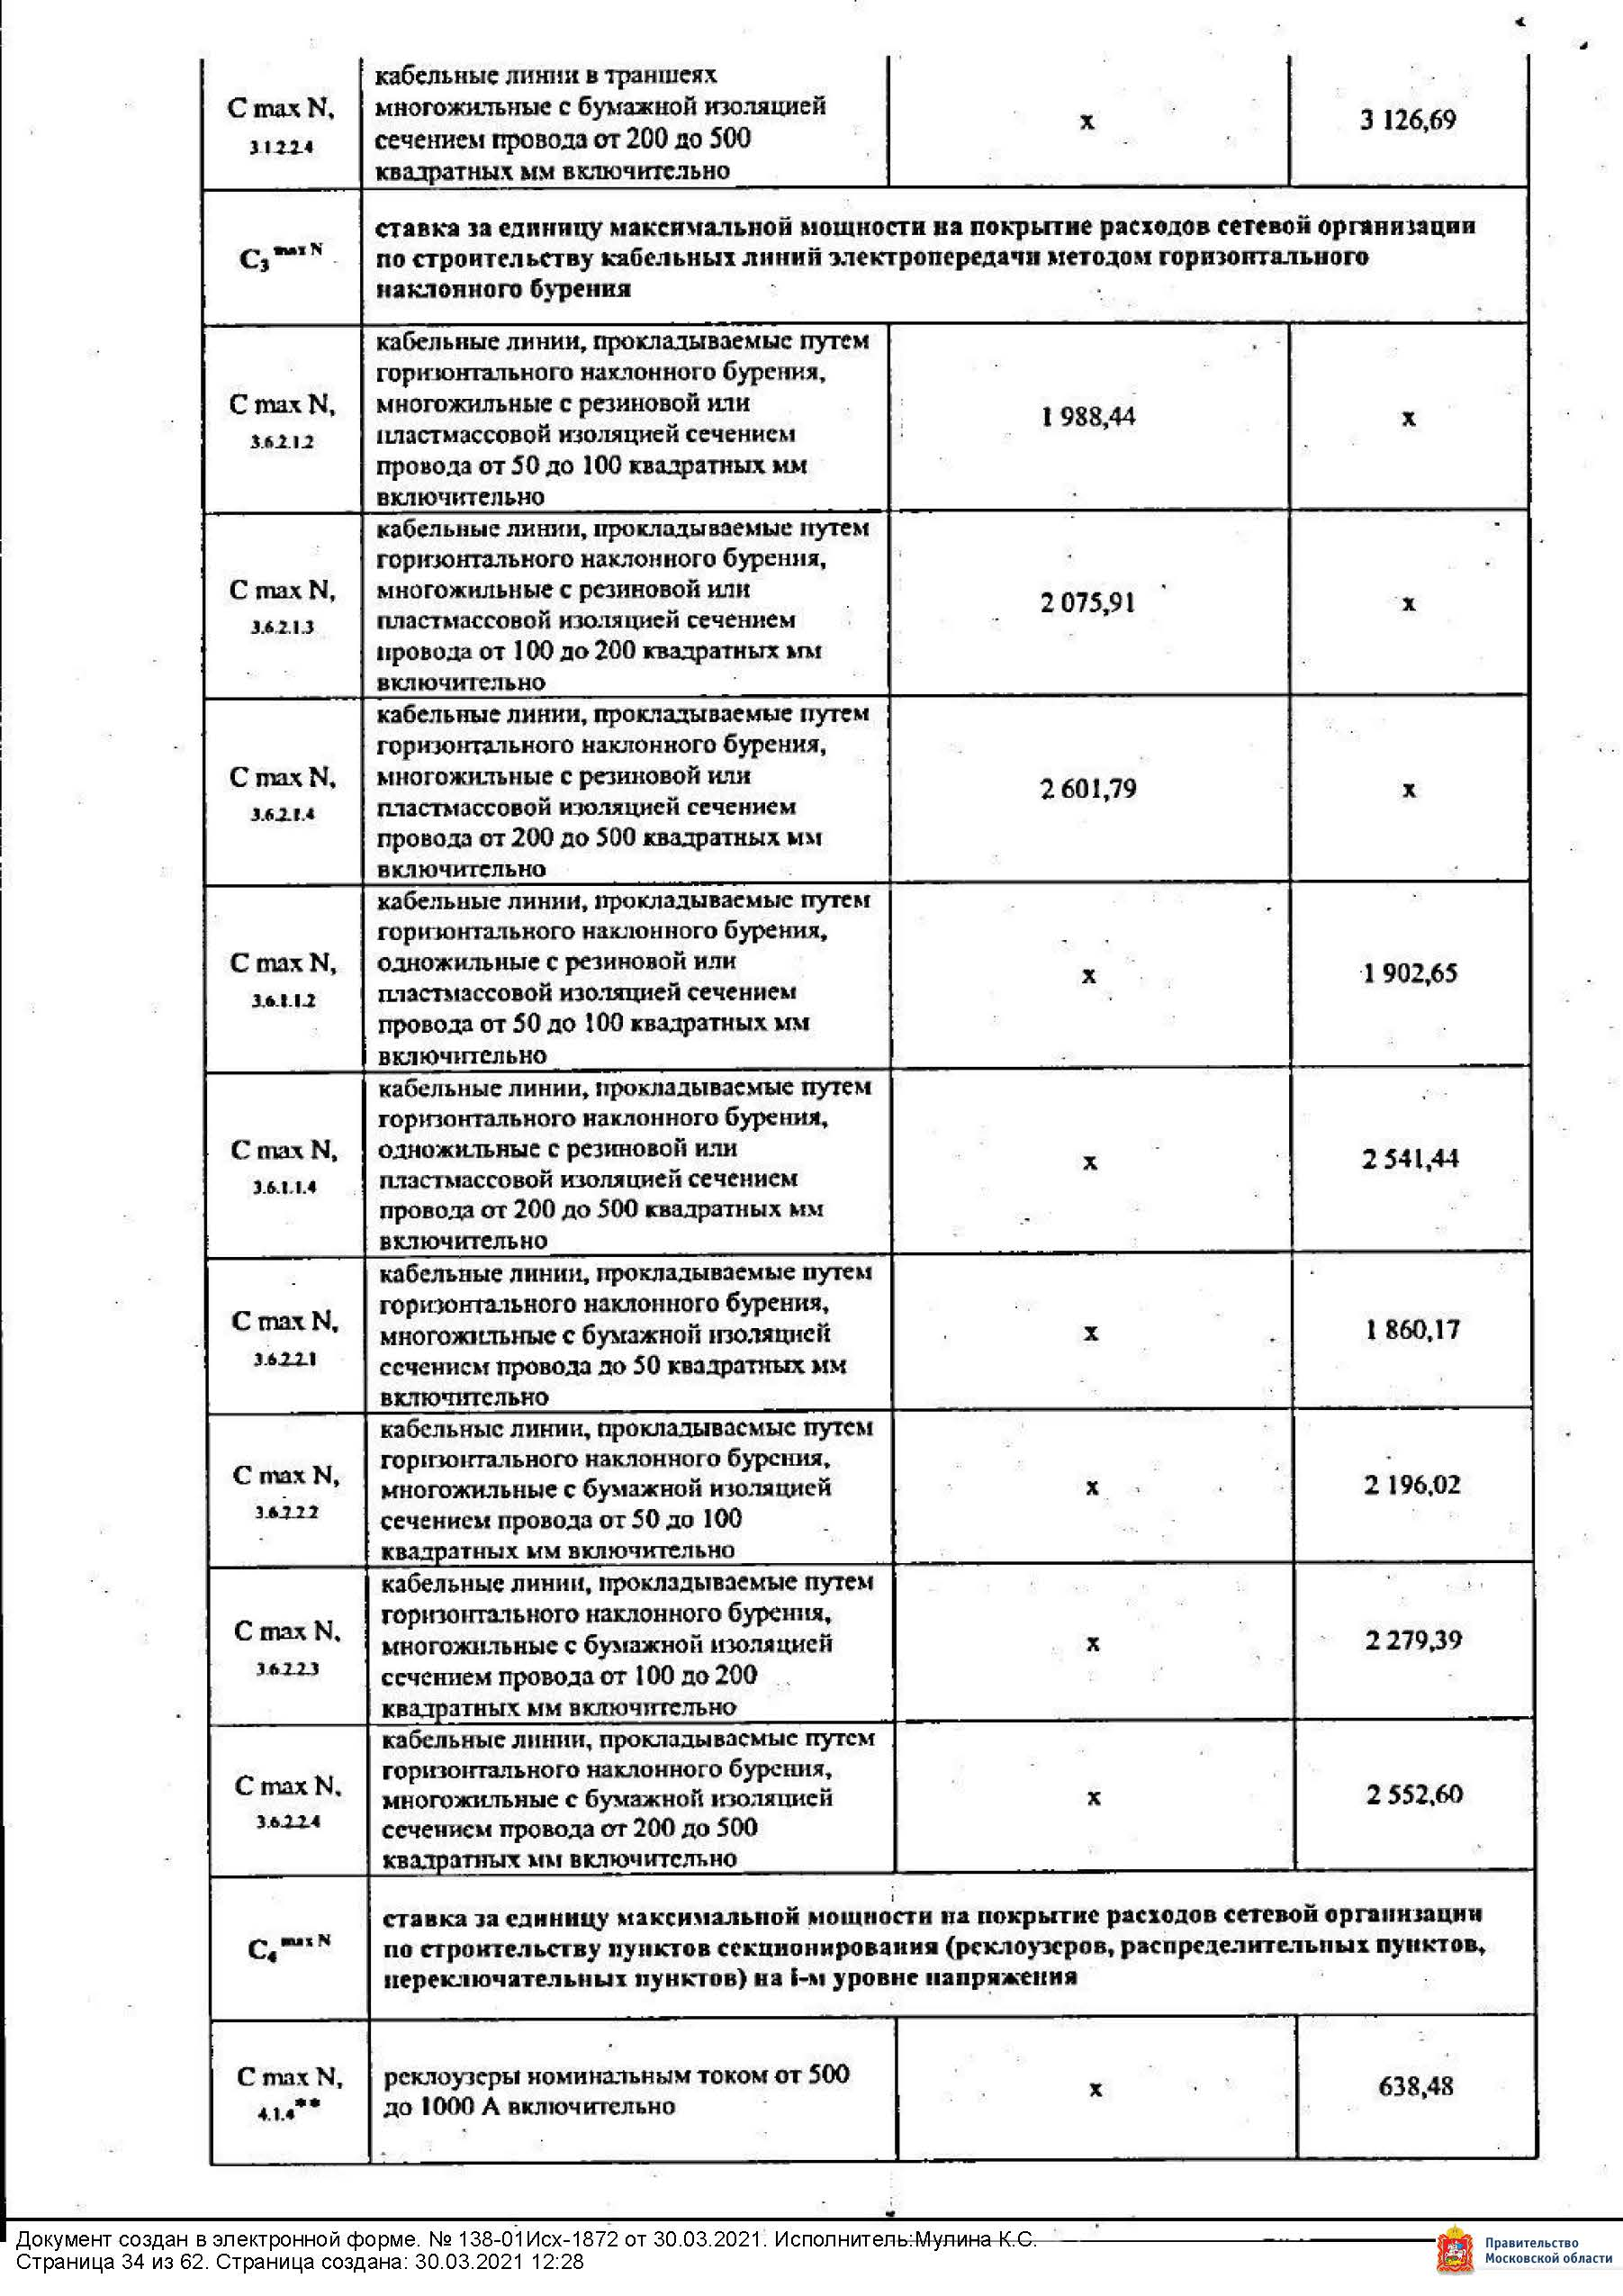 C max N,
3.1.2.2.4
кабельные линии в траншеях
многожильные с бумажной изоляцией
сечением провода от 200 до 500
квадратных мм включительно
x
3 126,69
C₃ max N
ставка за единицу максимальной мощности на покрытие расходов сетевой организации
по строительству кабельных линий электропередачи методом горизонтального
наклонного бурения
C max N,
3.6.2.1.2
кабельные линии, прокладываемые путем
горизонтального наклонного бурения,
многожильные с резиновой или
пластмассовой изоляцией сечением
провода от 50 до 100 квадратных мм
включительно
1 988,44
x
C max N,
3.6.2.1.3
кабельные линии, прокладываемые путем
горизонтального наклонного бурения,
многожильные с резиновой или
пластмассовой изоляцией сечением
провода от 100 до 200 квадратных мм
включительно
2 075,91
x
C max N,
3.6.2.1.4
кабельные линии, прокладываемые путем
горизонтального наклонного бурения,
многожильные с резиновой или
пластмассовой изоляцией сечением
провода от 200 до 500 квадратных мм
включительно
2 601,79
x
C max N,
3.6.1.1.2
кабельные линии, прокладываемые путем
горизонтального наклонного бурения,
одножильные с резиновой или
пластмассовой изоляцией сечением
провода от 50 до 100 квадратных мм
включительно
x
1 902,65
C max N,
3.6.1.1.4
кабельные линии, прокладываемые путем
горизонтального наклонного бурения,
одножильные с резиновой или
пластмассовой изоляцией сечением
провода от 200 до 500 квадратных мм
включительно
x
2 541,44
C max N,
3.6.2.2.1
кабельные линии, прокладываемые путем
горизонтального наклонного бурения,
многожильные с бумажной изоляцией
сечением провода до 50 квадратных мм
включительно
x
1 860,17
C max N,
3.6.2.2.2
кабельные линии, прокладываемые путем
горизонтального наклонного бурения,
многожильные с бумажной изоляцией
сечением провода от 50 до 100
квадратных мм включительно
x
2 196,02
C max N,
3.6.2.2.3
кабельные линии, прокладываемые путем
горизонтального наклонного бурения,
многожильные с бумажной изоляцией
сечением провода от 100 до 200
квадратных мм включительно
x
2 279,39
C max N,
3.6.2.2.4
кабельные линии, прокладываемые путем
горизонтального наклонного бурения,
многожильные с бумажной изоляцией
сечением провода от 200 до 500
квадратных мм включительно
x
2 552,60
C₄ max N
ставка за единицу максимальной мощности на покрытие расходов сетевой организации
по строительству пунктов секционирования (реклоузеров, распределительных пунктов,
переключательных пунктов) на i-м уровне напряжения
C max N,
4.1.4**
реклоузеры номинальным током от 500
до 1000 А включительно
x
638,48
Документ создан в электронной форме. № 138-01Исх-1872 от 30.03.2021. Исполнитель:Мулина К.С.
Страница 34 из 62. Страница создана: 30.03.2021 12:28
Правительство
Московской области